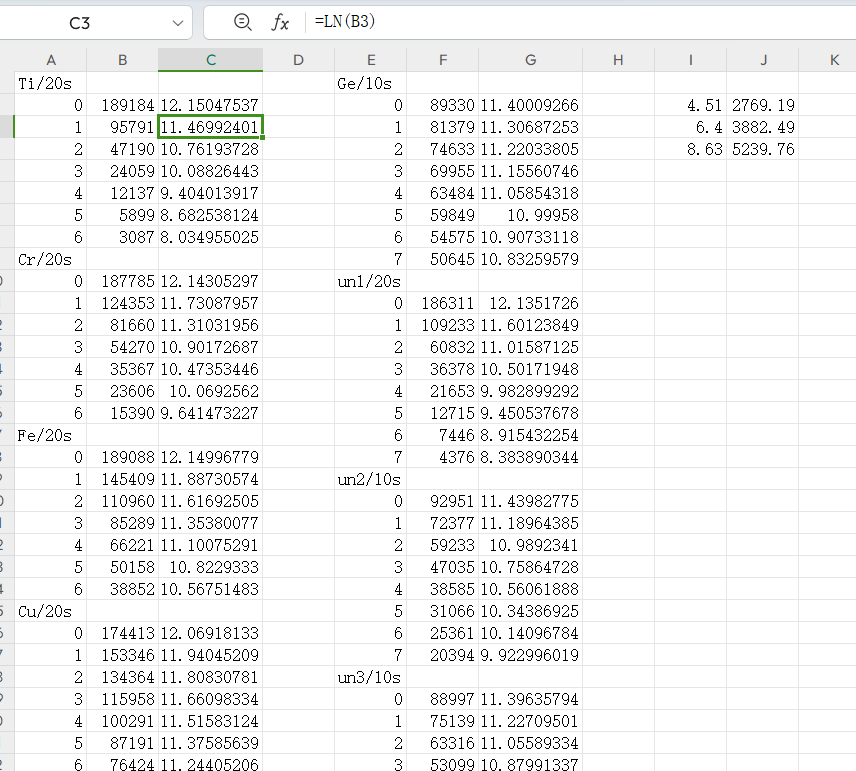 C3 fx =LN(B3)
A B C D E F G H I J K
Ti/20s Ge/10s
0 189184 12.15047537 0 89330 11.40009266 4.51 2769.19
1 95791 11.46992401 1 81379 11.30687253 6.4 3882.49
2 47190 10.76193728 2 74633 11.22033805 8.63 5239.76
3 24059 10.08826443 3 69955 11.15560746
4 12137 9.404013917 4 63484 11.05854318
5 5899 8.682538124 5 59849 10.99958
6 3087 8.034955025 6 54575 10.90733118
Cr/20s 7 50645 10.83259579
0 187785 12.14305297 un1/20s
1 124353 11.73087957 0 186311 12.1351726
2 81660 11.31031956 1 109233 11.60123849
3 54270 10.90172687 2 60832 11.01587125
4 35367 10.47353446 3 36378 10.50171948
5 23606 10.0692562 4 21653 9.982899292
6 15390 9.641473227 5 12715 9.450537678
Fe/20s 6 7446 8.915432254
0 189088 12.14996779 7 4376 8.383890344
1 145409 11.88730574 un2/10s
2 110960 11.61692505 0 92951 11.43982775
3 85289 11.35380077 1 72377 11.18964385
4 66221 11.10075291 2 59233 10.9892341
5 50158 10.8229333 3 47035 10.75864728
6 38852 10.56751483 4 38585 10.56061888
Cu/20s 5 31066 10.34386925
0 174413 12.06918133 6 25361 10.14096784
1 153346 11.94045209 7 20394 9.922996019
2 134364 11.80830781 un3/10s
3 115958 11.66098334 0 88997 11.39635794
4 100291 11.51583124 1 75139 11.22709501
5 87191 11.37585639 2 63316 11.05589334
6 76424 11.24405206 3 53099 10.87991337